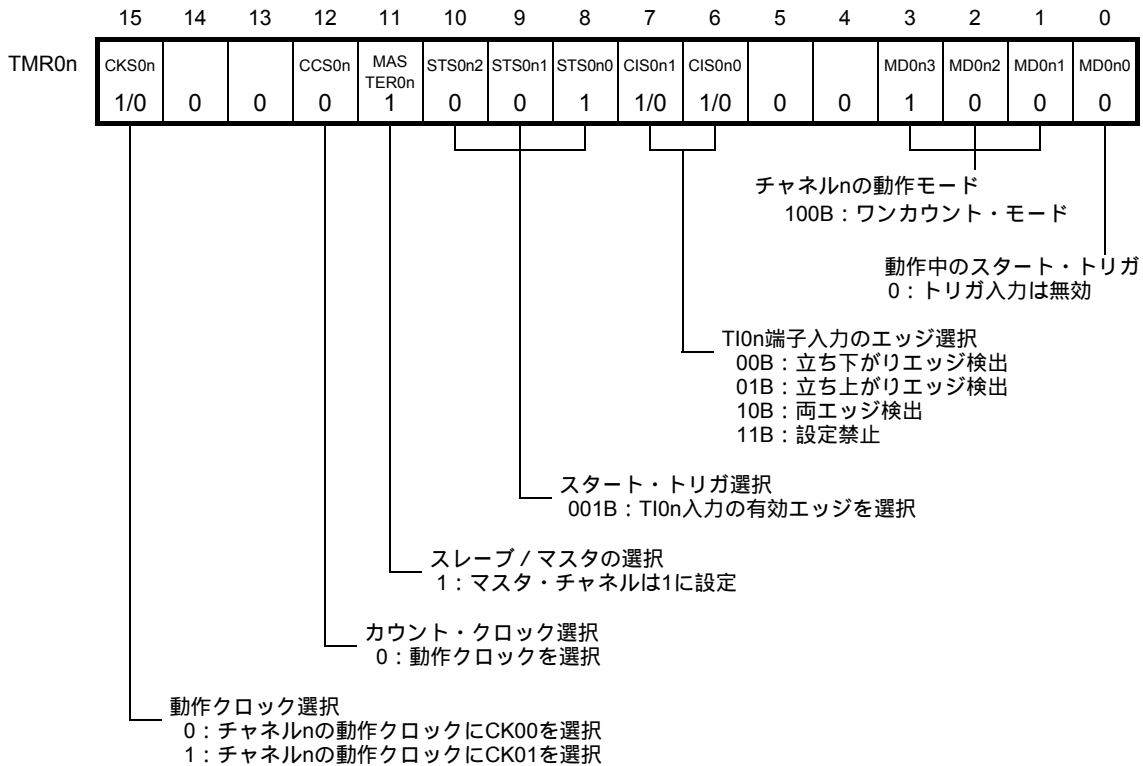 15 14 13 12 11 10 9 8 7 6 5 4 3 2 1 0
TMR0n
CKS0n CCS0n MAS TER0n STS0n2 STS0n1 STS0n0 CIS0n1 CIS0n0 MD0n3 MD0n2 MD0n1 MD0n0
1/0 0 0 0 1 0 0 1 1/0 1/0 0 0 1 0 0 0
チャネルnの動作モード
100B：ワンカウント・モード
動作中のスタート・トリガ
0：トリガ入力は無効
TI0n端子入力のエッジ選択
00B：立ち下がりエッジ検出
01B：立ち上がりエッジ検出
10B：両エッジ検出
11B：設定禁止
スタート・トリガ選択
001B：TI0n入力の有効エッジを選択
スレーブ／マスタの選択
1：マスタ・チャネルは1に設定
カウント・クロック選択
0：動作クロックを選択
動作クロック選択
0：チャネルnの動作クロックにCK00を選択
1：チャネルnの動作クロックにCK01を選択